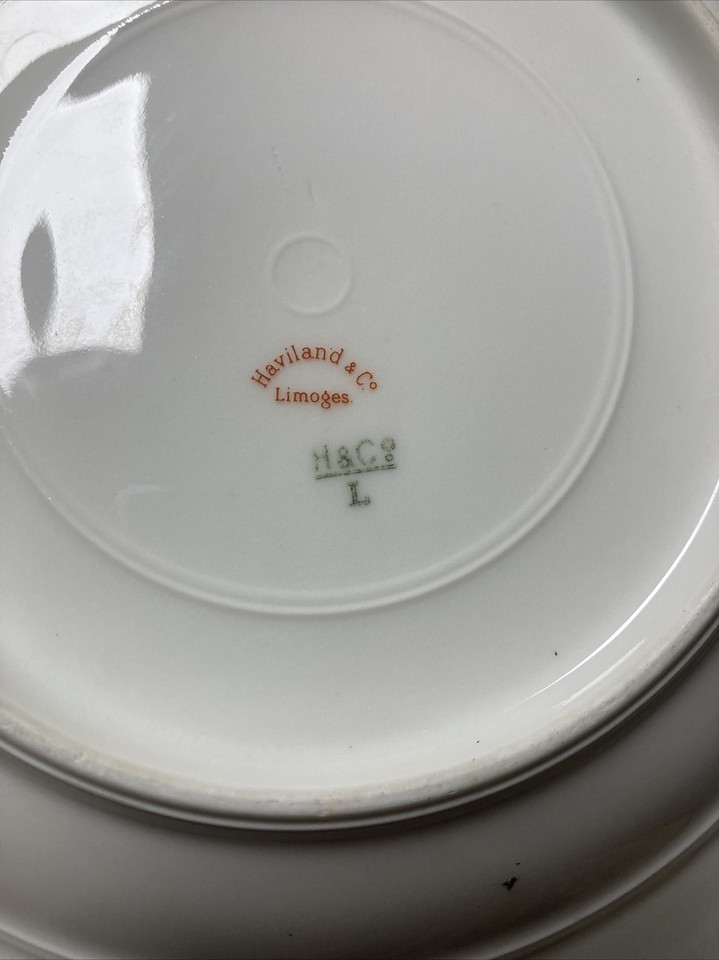 Haviland & Co
Limoges.
H&Co
L